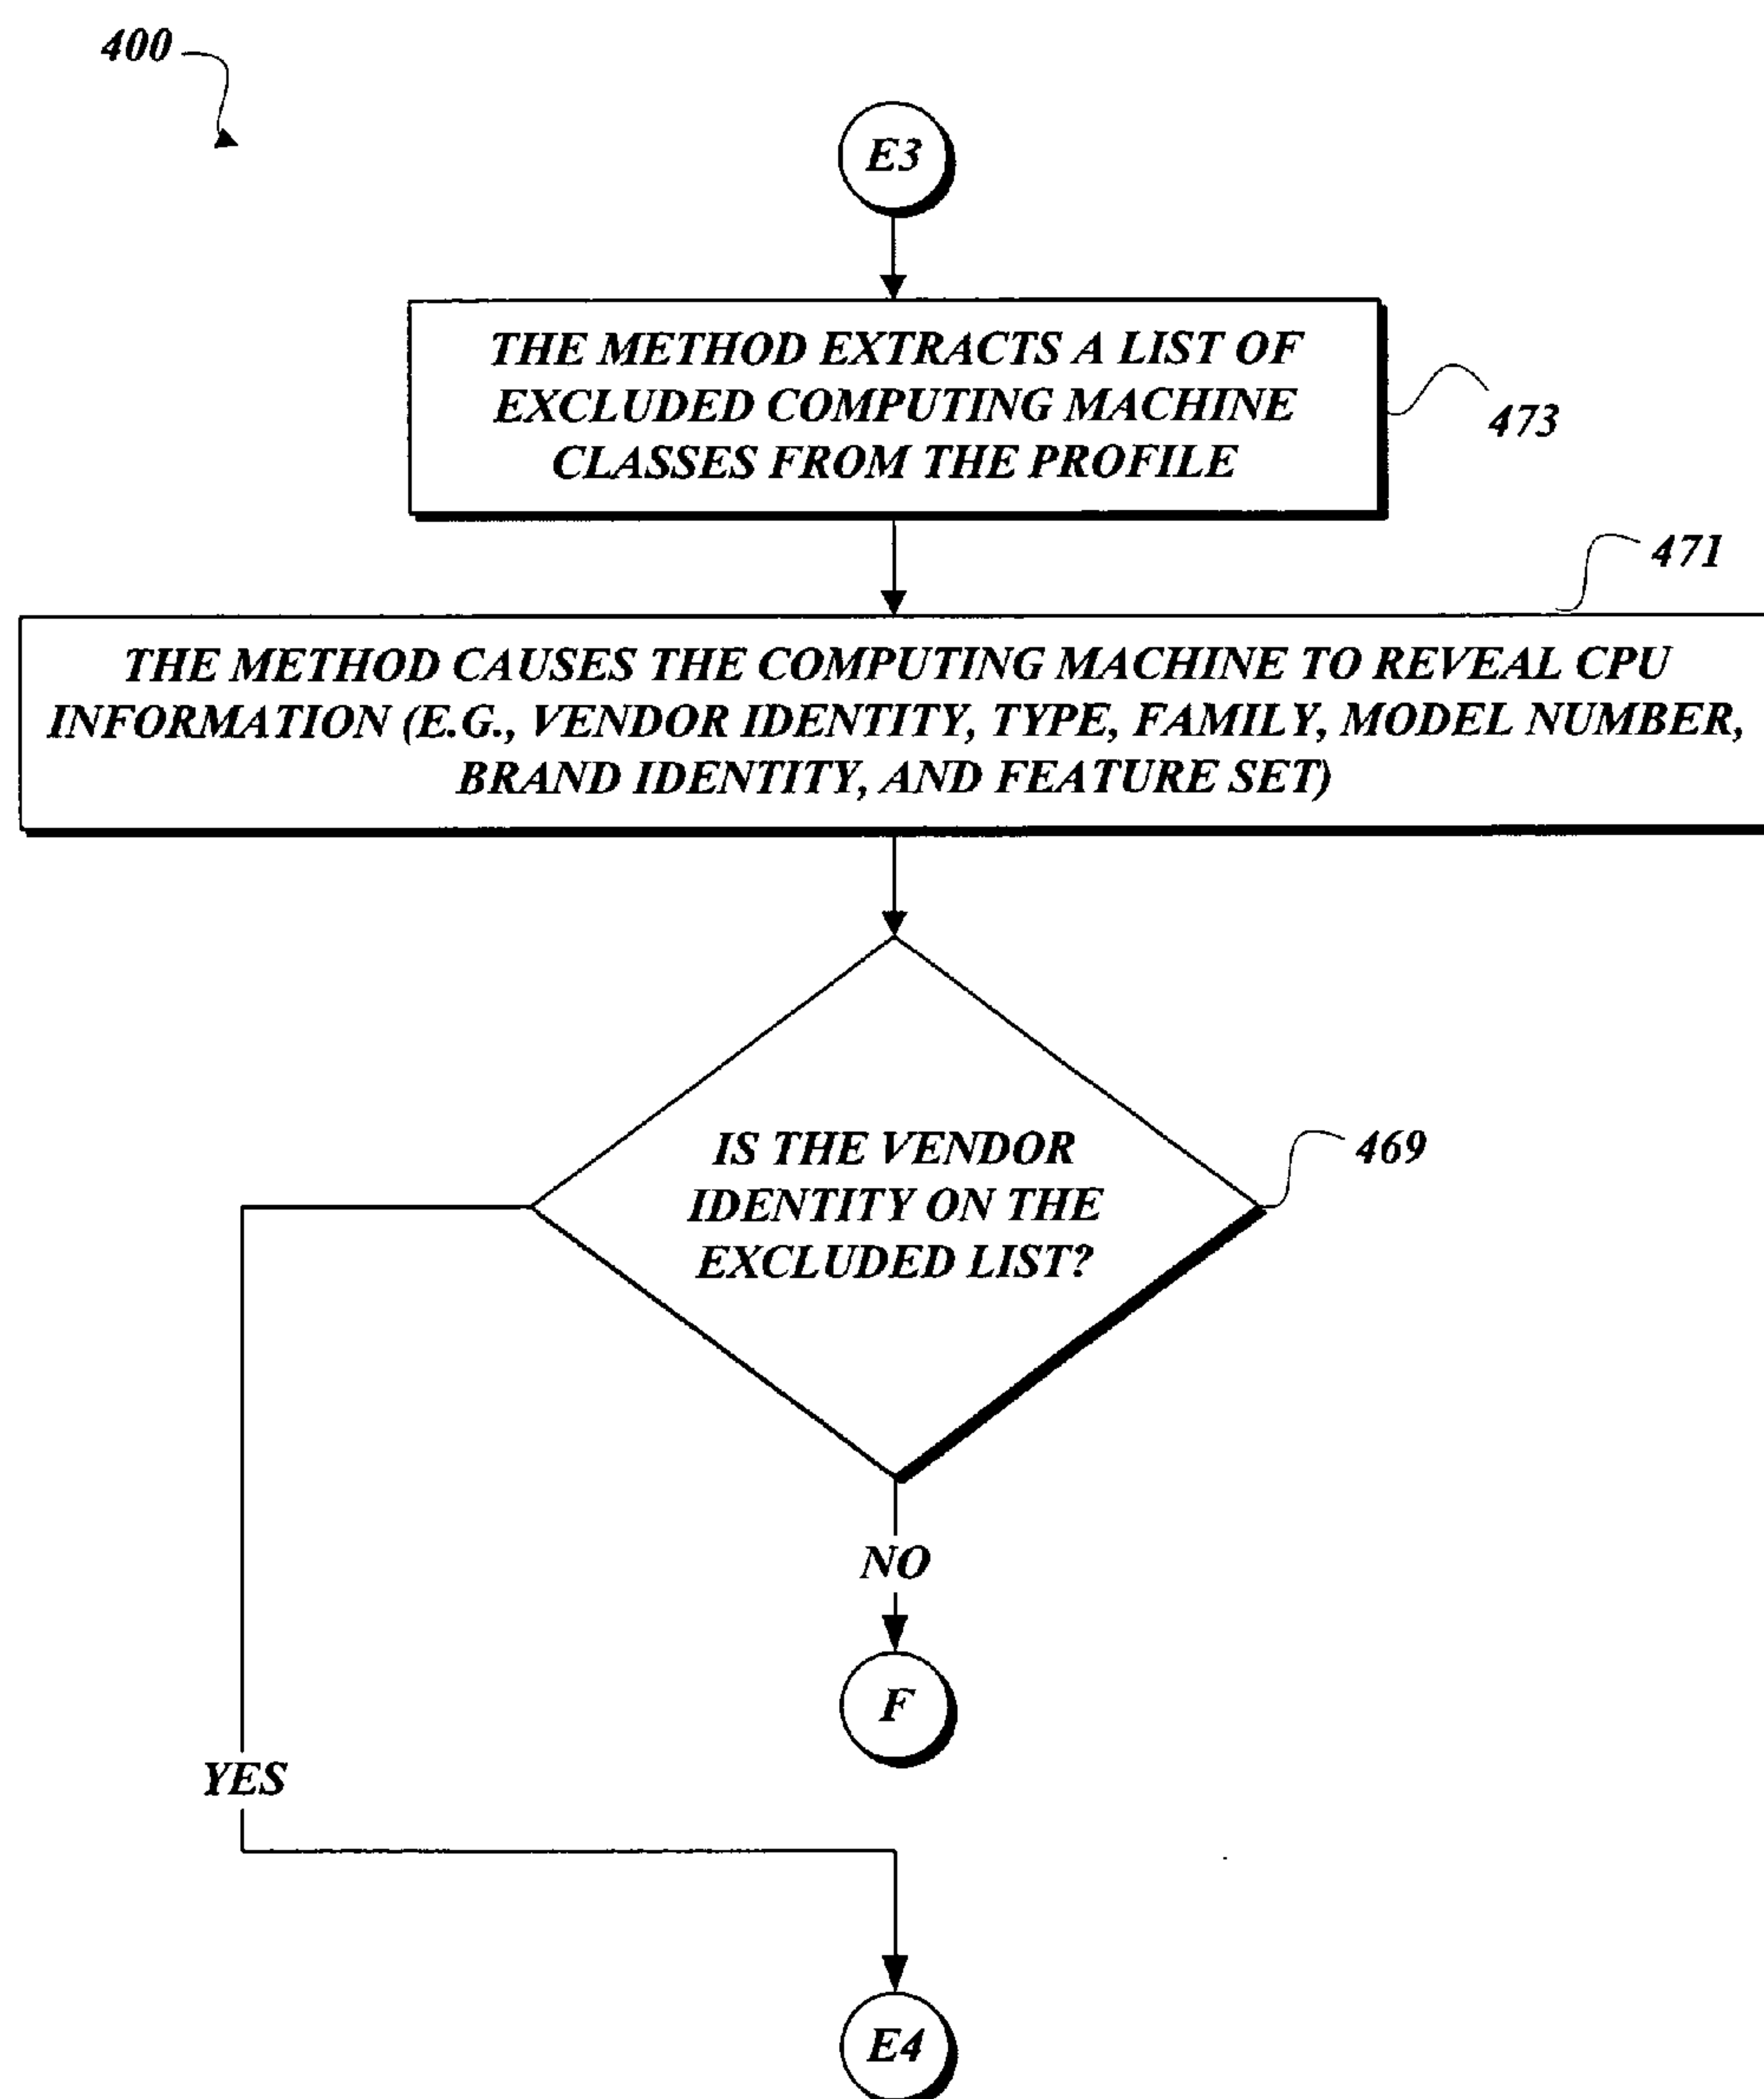 400
E3
THE METHOD EXTRACTS A LIST OF
EXCLUDED COMPUTING MACHINE
CLASSES FROM THE PROFILE
473
471
THE METHOD CAUSES THE COMPUTING MACHINE TO REVEAL CPU
INFORMATION (E.G., VENDOR IDENTITY, TYPE, FAMILY, MODEL NUMBER,
BRAND IDENTITY, AND FEATURE SET)
469
IS THE VENDOR
IDENTITY ON THE
EXCLUDED LIST?
NO
F
YES
E4